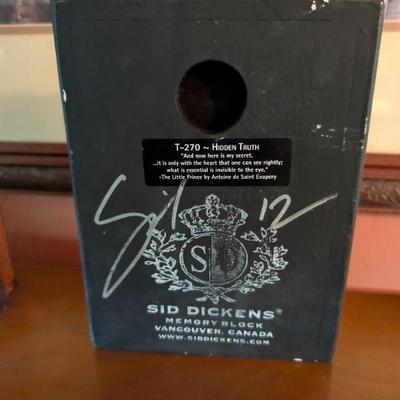 T-270 ~ Hidden Truth
"And now here is my secret,
...it is only with the heart that one can see rightly;
what is essential is invisible to the eye."
-The Little Prince by Antoine de Saint Exupery
Sid 12
S D
SID DICKENS®
MEMORY BLOCK
VANCOUVER, CANADA
WWW.SIDDICKENS.COM